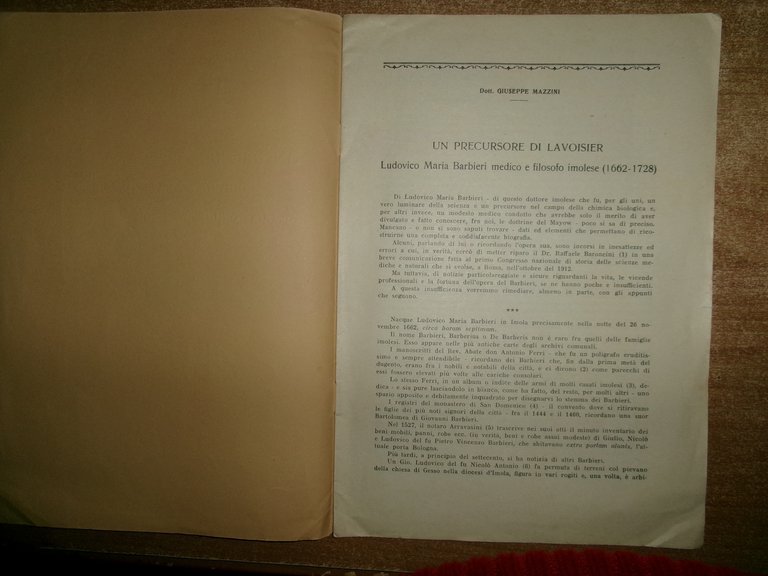 Dott. GIUSEPPE MAZZINI
UN PRECURSORE DI LAVOISIER
Ludovico Maria Barbieri medico e filosofo imolese (1662-1728)
Di Ludovico Maria Barbieri - di questo dottore imolese che fu, per gli uni, un
vero luminare della scienza e un precursore nel campo della chimica biologica e,
per altri invece, un modesto medico condotto che avrebbe solo il merito di aver
divulgato e fatto conoscere, fra noi, le dottrine del Mayow - poco si sa di preciso.
Mancano - o non si sono saputi trovare - dati ed elementi che permettano di rico-
struirne una completa e soddisfacente biografia.
Alcuni, parlando di lui o ricordando l'opera sua, sono incorsi in inesattezze ed
errori a cui, in verità, cercò di metter riparo il Dr. Raffaele Baroncini (1) in una
breve comunicazione fatta al primo Congresso nazionale di storia delle scienze me-
diche e naturali che si svolse, a Roma, nell'ottobre del 1912.
Ma tuttavia, di notizie particolareggiate e sicure riguardanti la vita, le vicende
professionali e la fortuna dell'opera del Barbieri, se ne hanno poche e insufficienti.
A questa insufficienza vorremmo rimediare, almeno in parte, con gli appunti
che seguono.
***
Nacque Ludovico Maria Barbieri in Imola precisamente nella notte del 26 no-
vembre 1662, circa horam septimam.
Il nome Barbieri, Barberius o De Barberis non è raro fra quelli delle famiglie
imolesi. Esso appare nelle più antiche carte degli archivi comunali.
I manoscritti del Rev. Abate don Antonio Ferri - che fu un poligrafo eruditis-
simo e sempre attendibile - ricordano dei Barbieri che, fin dalla prima metà del
dugento, erano fra i nobili e notabili della città, e ci dicono (2) come parecchi di
essi fossero elevati più volte alle cariche consolari.
Lo stesso Ferri, in un album o indice delle armi di molti casati imolesi (3), de-
dica - e sia pure lasciandolo in bianco, come ha fatto, del resto, per molti altri - uno
spazio apposito e debitamente inquadrato per disegnarvi lo stemma dei Barbieri.
I registri del monastero di San Domenico (4) - il convento dove si ritiravano
le figlie dei più noti signori della città - fra il 1444 e il 1460, ricordano una suor
Bartolomea di Giovanni Barbieri.
Nel 1527, il notaro Arravasini (5) trascrive nei suoi atti il minuto inventario dei
beni mobili, panni, robe ecc. (in verità, beni e robe assai modeste) di Giulio, Nicolò
e Ludovico del fu Pietro Vincenzo Barbieri, che abitavano extra portam alovis, l'at-
tuale porta Bologna.
Più tardi, a principio del settecento, si ha notizia di altri Barbieri.
Un Gio. Ludovico del fu Nicolò Antonio (6) fa permuta di terreni col pievano
della chiesa di Gesso nella diocesi d'Imola, figura in vari rogiti e, una volta, è arbi-